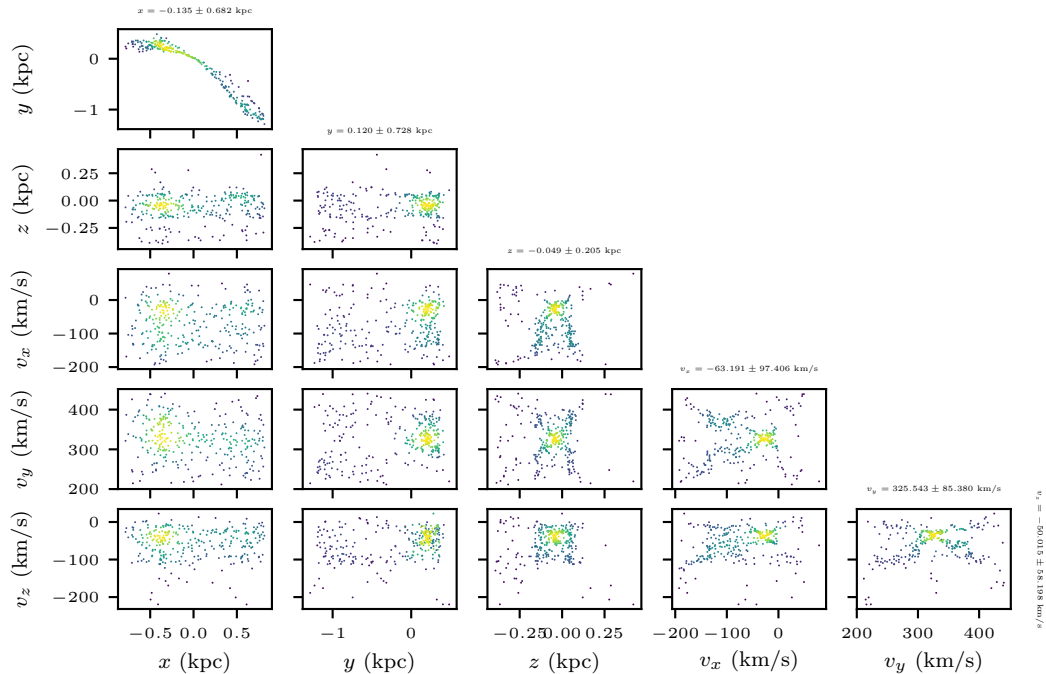 x = −0.135 ± 0.682 kpc
y (kpc)
0
−1
y = 0.120 ± 0.728 kpc
z (kpc)
0.25
0.00
−0.25
z = −0.049 ± 0.205 kpc
v_x (km/s)
0
−100
−200
v_x = −63.191 ± 97.406 km/s
v_y (km/s)
400
300
200
v_y = 325.543 ± 85.380 km/s
v_z (km/s)
0
−100
−200
v_z = −50.015 ± 58.198 km/s
−0.5 0.0 0.5
−1 0
−0.25 0.00 0.25
−200 −100 0
200 300 400
x (kpc)
y (kpc)
z (kpc)
v_x (km/s)
v_y (km/s)